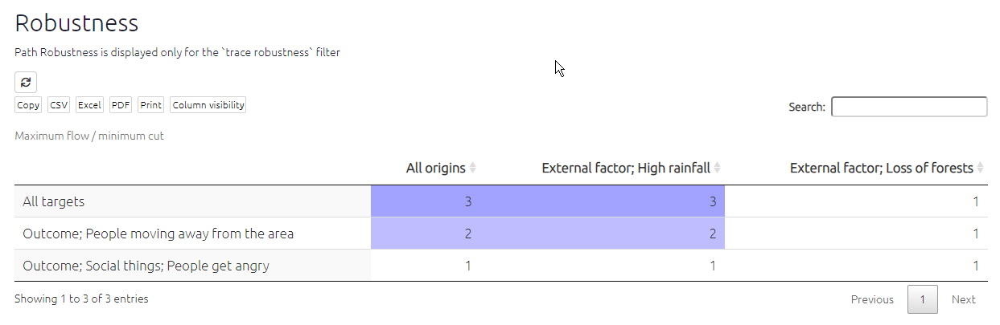 Robustness
Path Robustness is displayed only for the `trace robustness` filter
Copy CSV Excel PDF Print Column visibility
Search:
Maximum flow / minimum cut
All origins External factor; High rainfall External factor; Loss of forests
All targets 3 3 1
Outcome; People moving away from the area 2 2 1
Outcome; Social things; People get angry 1 1 1
Showing 1 to 3 of 3 entries
Previous 1 Next